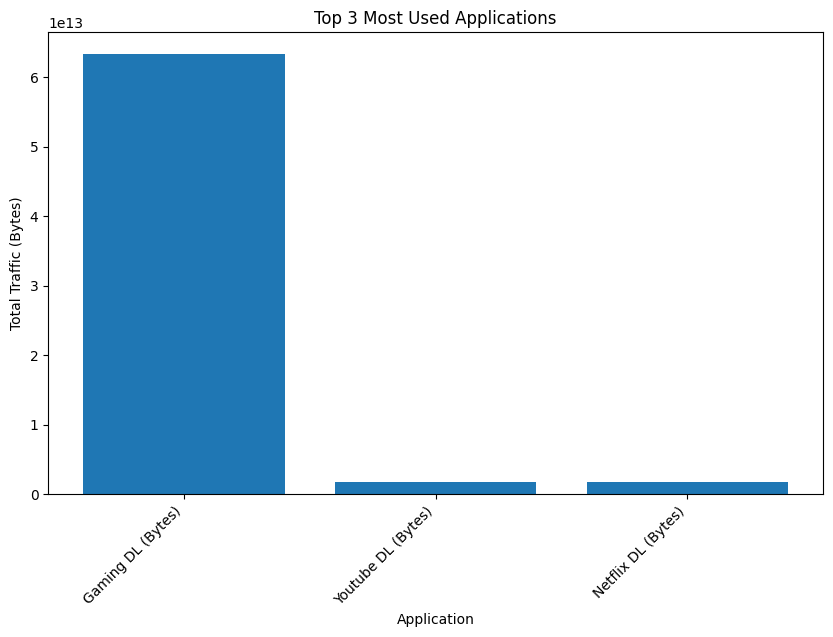 Top 3 Most Used Applications
1e13
6
5
4
3
2
1
0
Total Traffic (Bytes)
Gaming DL (Bytes)
Youtube DL (Bytes)
Netflix DL (Bytes)
Application